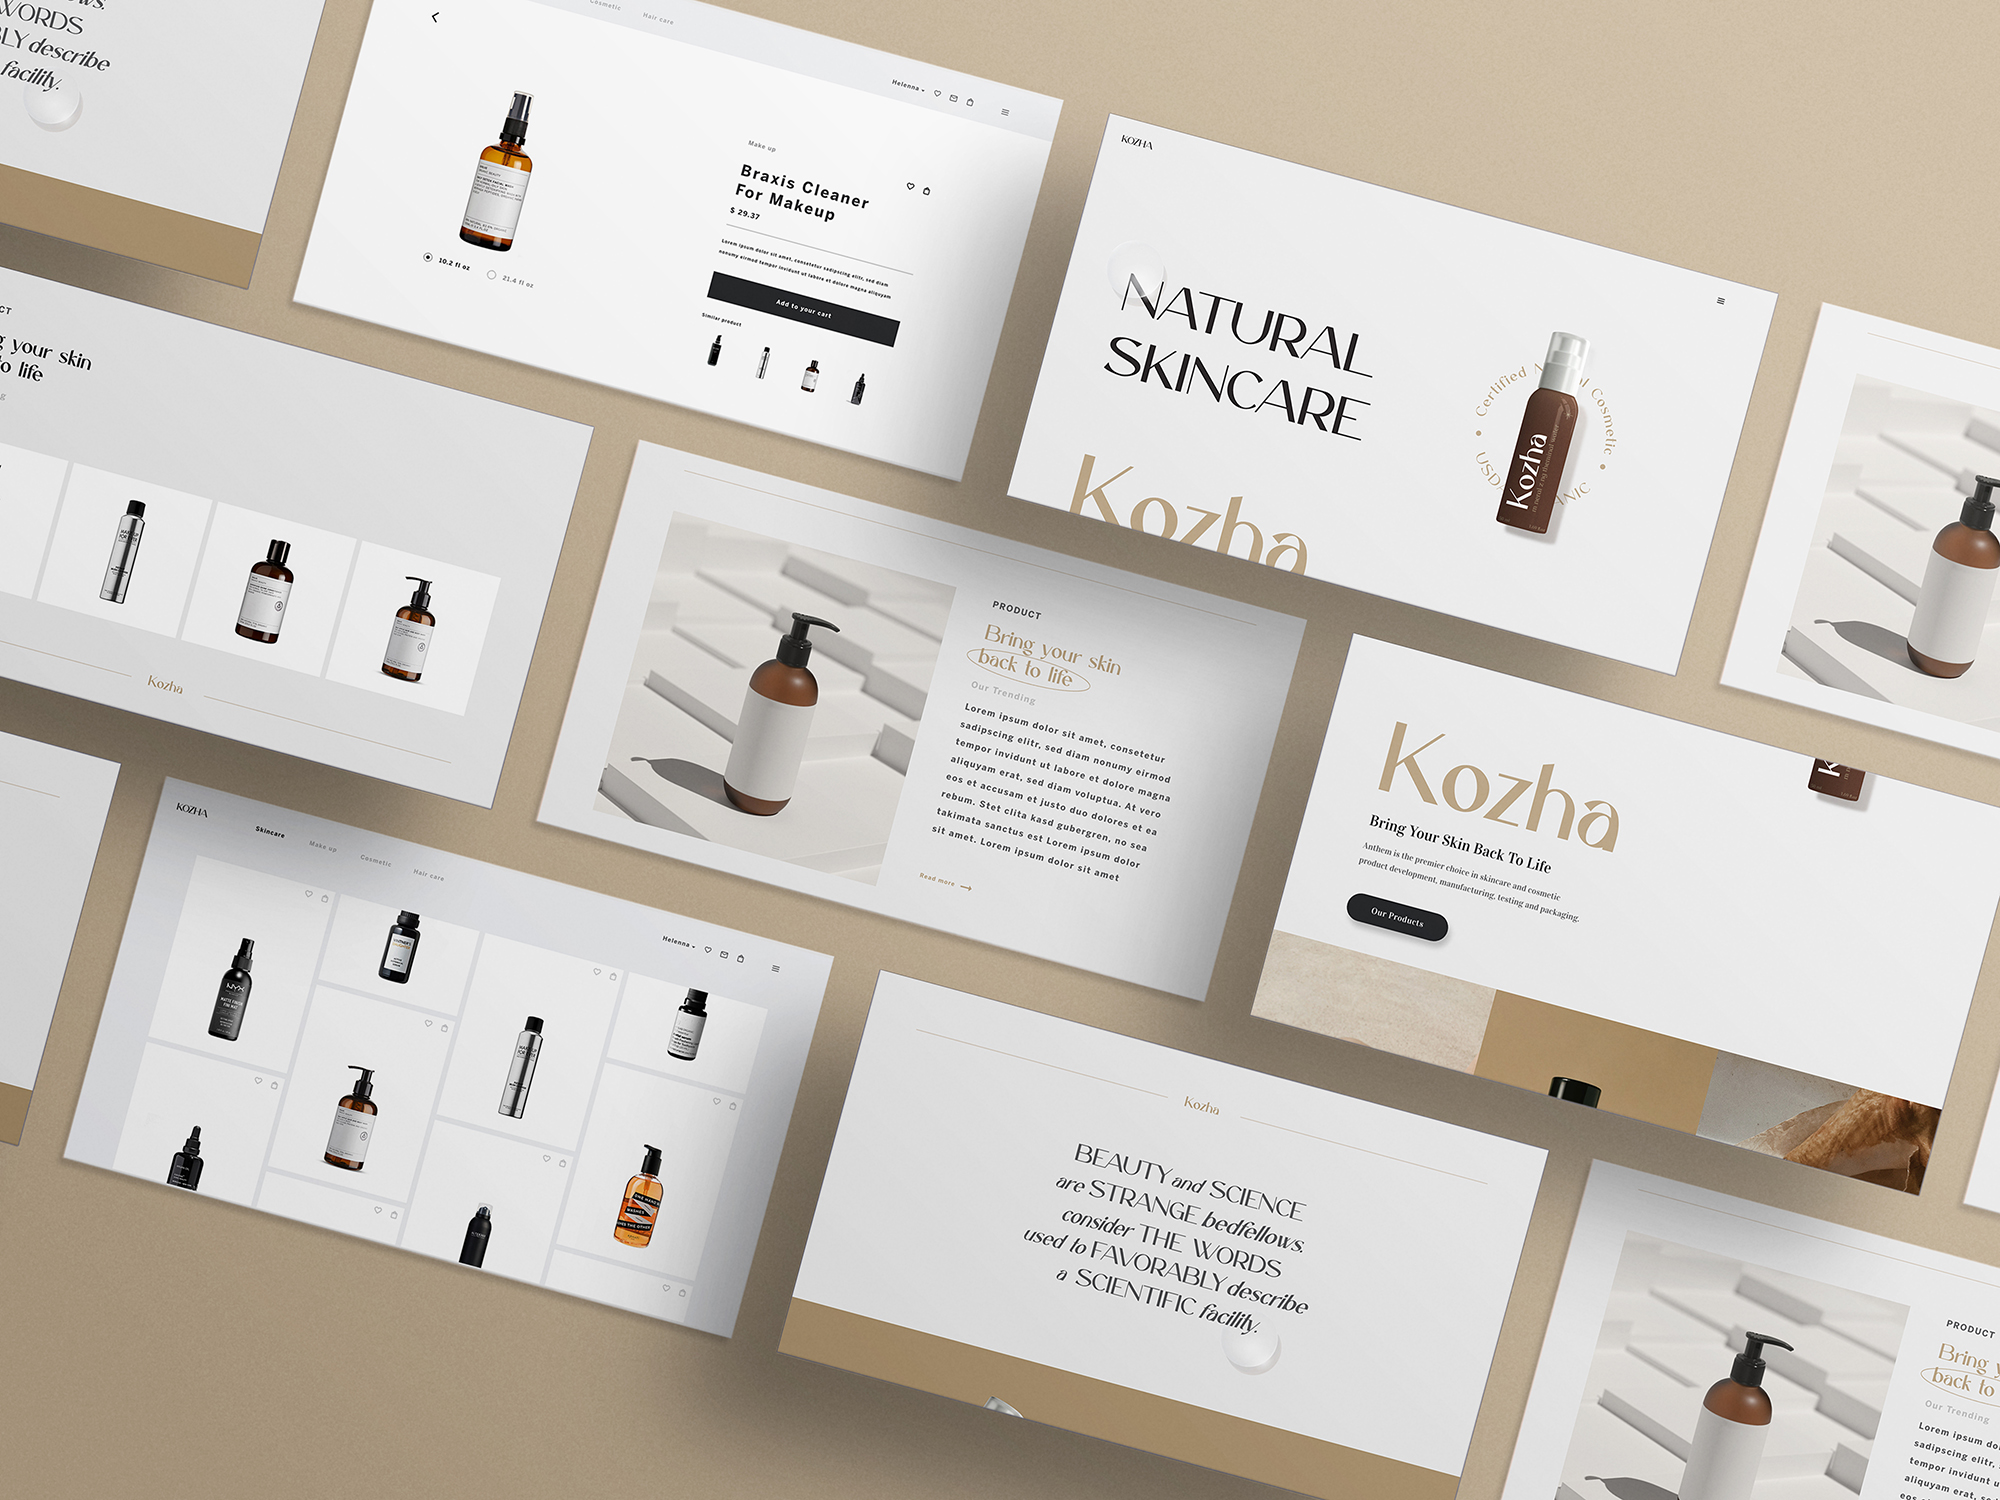 ows.
WORDS
LY describe
facility.
Cosmetic
Hair care
Helenna
Make up
Braxis Cleaner
For Makeup
$ 29.37
Lorem ipsum dolor sit amet, consetetur sadipscing elitr, sed diam
nonumy eirmod tempor invidunt ut labore et dolore magna aliquyam
Add to your cart
Similar product
10.2 fl oz
21.4 fl oz
KOZHA
NATURAL
SKINCARE
Kozha
Certified Cosmetic
Kozha
CT
g your skin
to life
Kozha
PRODUCT
Bring your skin
back to life
Our Trending
Lorem ipsum dolor sit amet, consetetur
sadipscing elitr, sed diam nonumy eirmod
tempor invidunt ut labore et dolore magna
aliquyam erat, sed diam voluptua. At vero
eos et accusam et justo duo dolores et ea
rebum. Stet clita kasd gubergren, no sea
takimata sanctus est Lorem ipsum dolor
sit amet. Lorem ipsum dolor sit amet
Read more
Kozha
Bring Your Skin Back To Life
Anthem is the premier choice in skincare and cosmetic
product development, manufacturing, testing and packaging.
Our Products
KOZHA
Skincare
Make up
Cosmetic
Hair care
Helenna
NYX
MATTE FINISH
Kozha
BEAUTY and SCIENCE
are STRANGE bedfellows.
consider THE WORDS
used to FAVORABLY describe
a SCIENTIFIC facility.
PRODUCT
Bring y
back to
Our Trending
Lorem ipsum do
sadipscing elitr,
tempor invidunt
aliquyam erat,